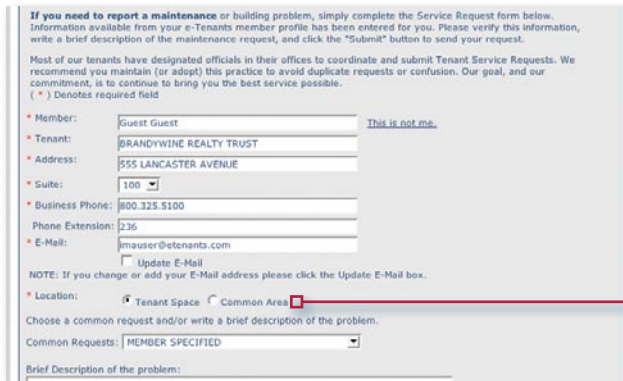 If you need to report a maintenance or building problem, simply complete the Service Request form below.
Information available from your e-Tenants member profile has been entered for you. Please verify this information,
write a brief description of the maintenance request, and click the "Submit" button to send your request.
Most of our tenants have designated officials in their offices to coordinate and submit Tenant Service Requests. We
recommend you maintain (or adopt) this practice to avoid duplicate requests or confusion. Our goal, and our
commitment, is to continue to bring you the best service possible.
( * ) Denotes required field
* Member: Guest Guest This is not me.
* Tenant: BRANDYWINE REALTY TRUST
* Address: 555 LANCASTER AVENUE
* Suite: 100
* Business Phone: 800.325.5100
Phone Extension: 236
* E-Mail: imauser@etenants.com
Update E-Mail
NOTE: If you change or add your E-Mail address please click the Update E-Mail box.
* Location: Tenant Space Common Area
Choose a common request and/or write a brief description of the problem.
Common Requests: MEMBER SPECIFIED
Brief Description of the problem: